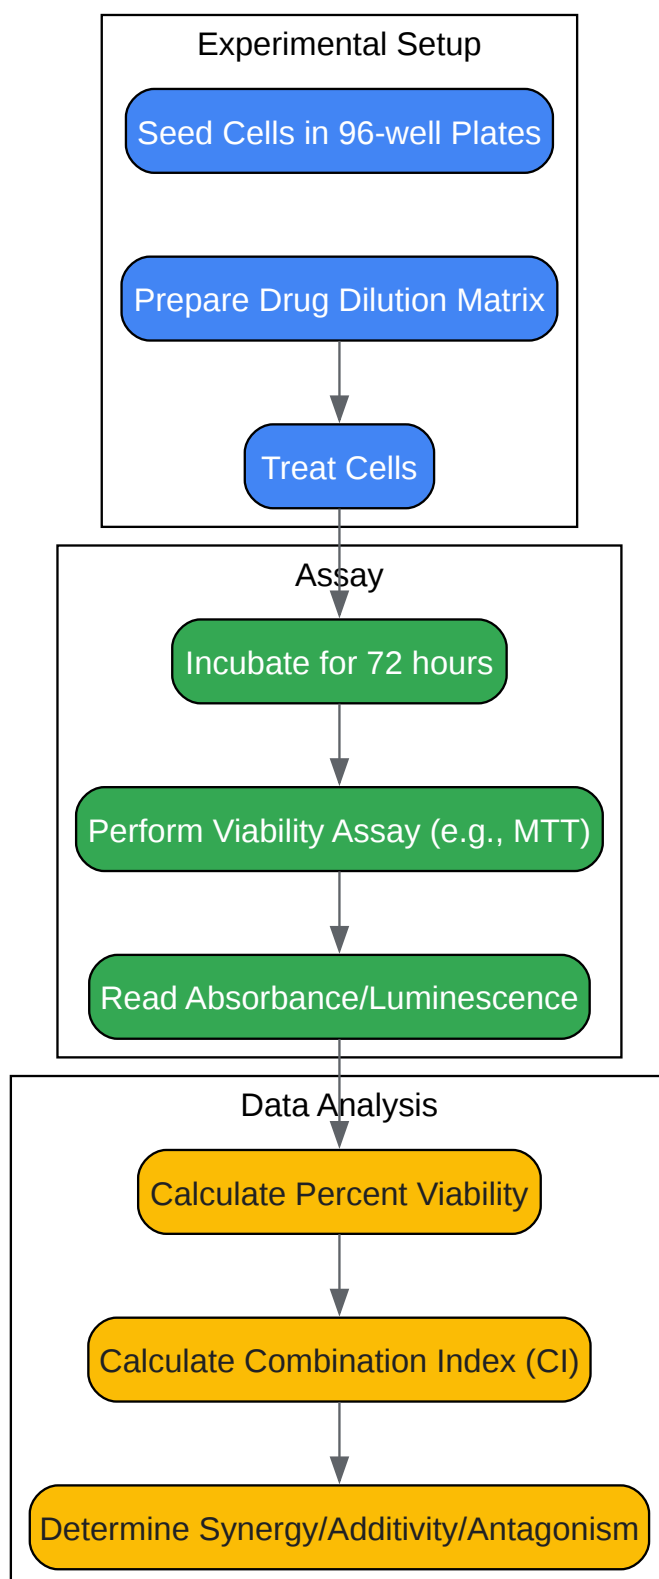 Experimental Setup
Seed Cells in 96-well Plates
Prepare Drug Dilution Matrix
Treat Cells
Assay
Incubate for 72 hours
Perform Viability Assay (e.g., MTT)
Read Absorbance/Luminescence
Data Analysis
Calculate Percent Viability
Calculate Combination Index (CI)
Determine Synergy/Additivity/Antagonism